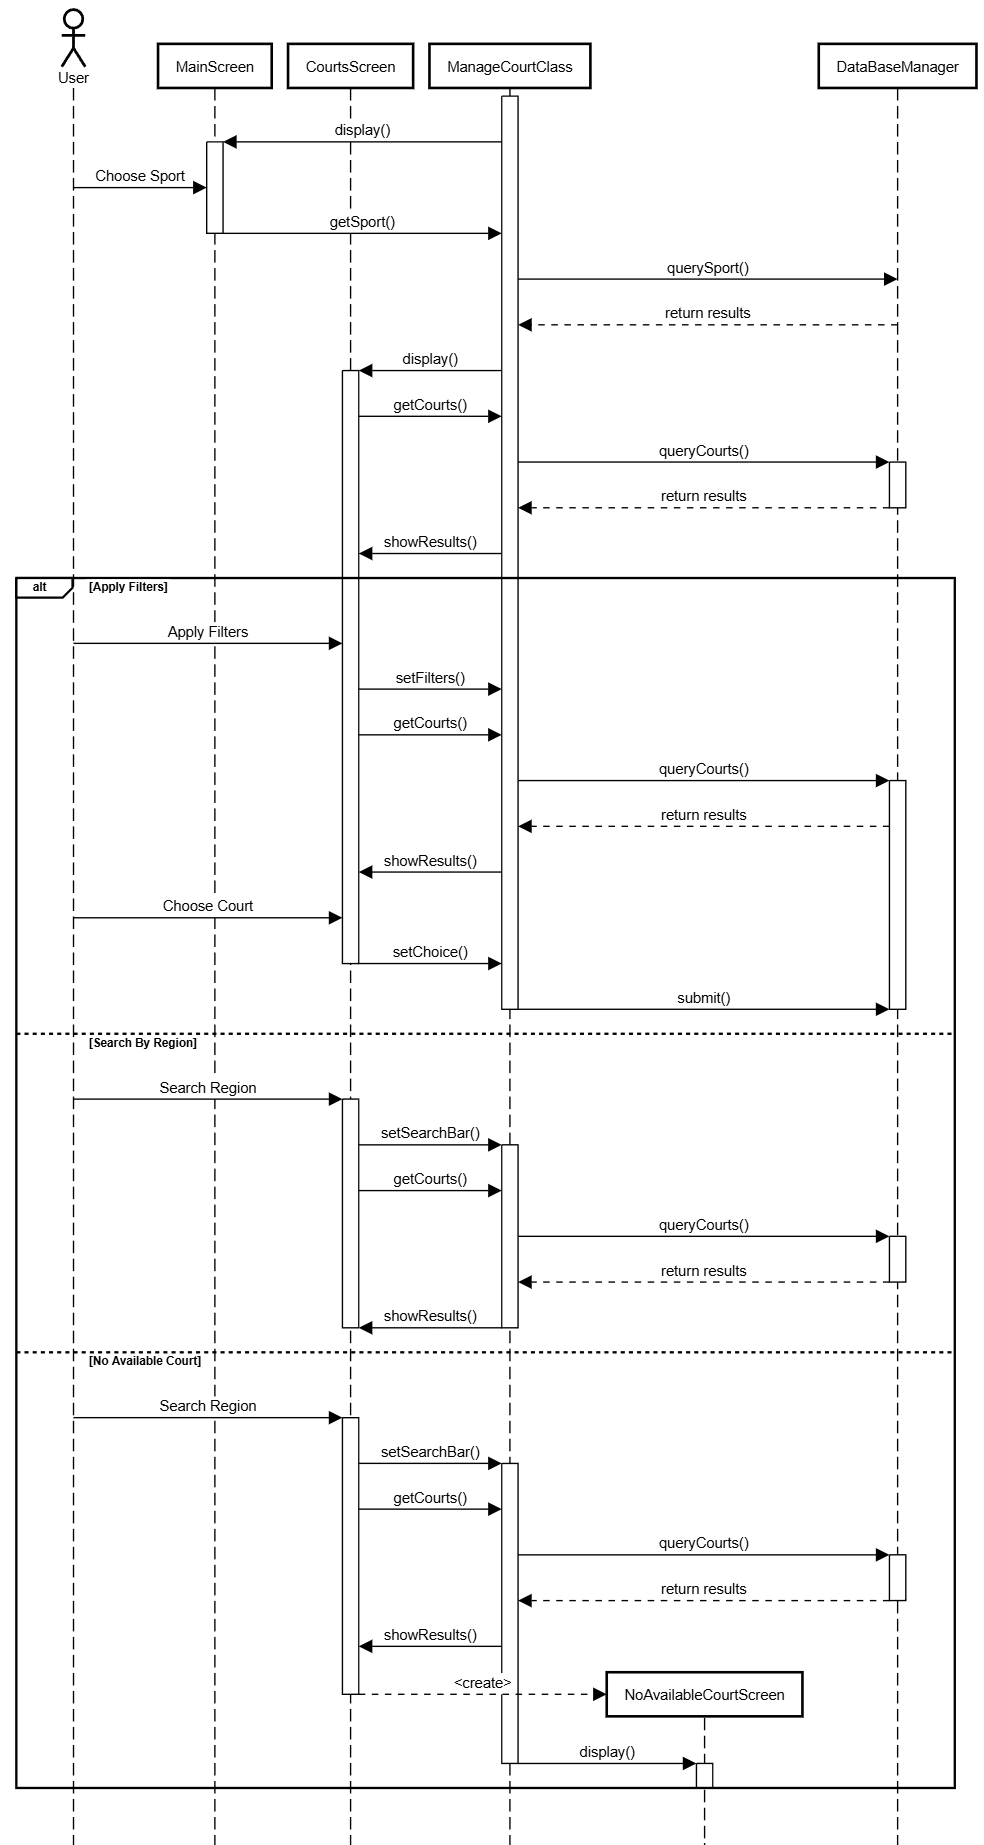 User
MainScreen
CourtsScreen
ManageCourtClass
DataBaseManager
display()
Choose Sport
getSport()
querySport()
return results
display()
getCourts()
queryCourts()
return results
showResults()
alt
[Apply Filters]
Apply Filters
setFilters()
getCourts()
queryCourts()
return results
showResults()
Choose Court
setChoice()
submit()
[Search By Region]
Search Region
setSearchBar()
getCourts()
queryCourts()
return results
showResults()
[No Available Court]
Search Region
setSearchBar()
getCourts()
queryCourts()
return results
showResults()
<create>
NoAvailableCourtScreen
display()